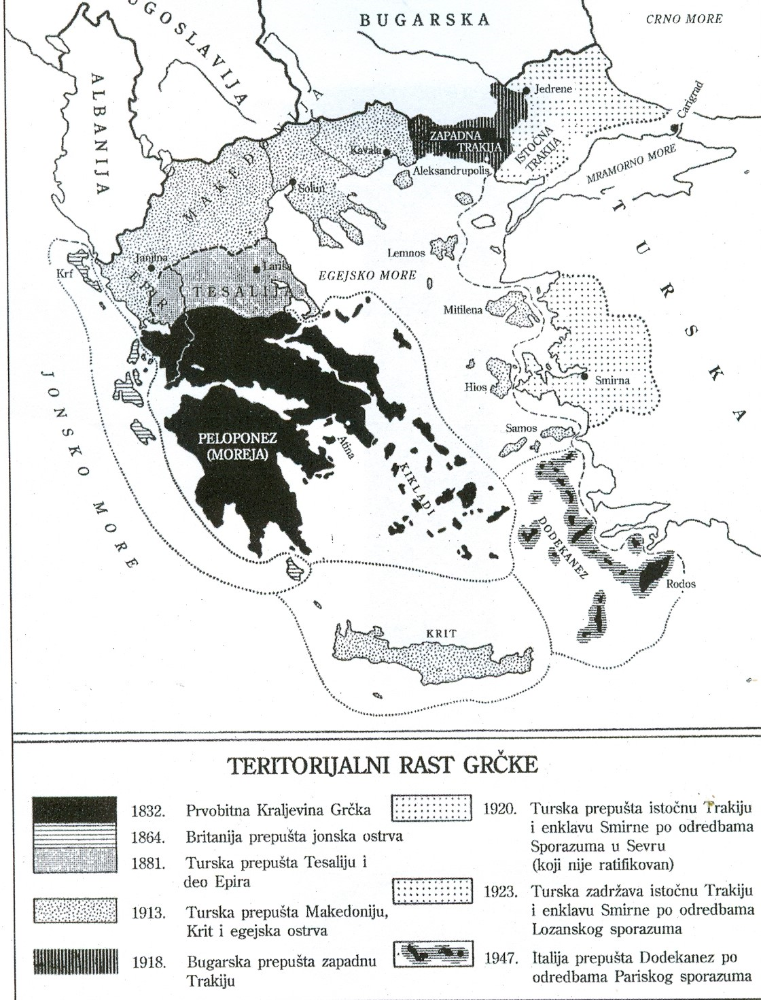 UGOSLAVIJA
BUGARSKA
CRNO MORE
ALBANIJA
Jedrene
Carigrad
MAKEDONIJA
ZAPADNA
TRAKIJA
ISTOČNA
TRAKIJA
Kavala
Aleksandrupolis
MRAMORNO MORE
Solun
TURSKA
Lemnos
Janjina
Larisa
Krf
EGEJSKO MORE
EPIR
TESALIJA
Mitilena
Smirna
Hios
JONSKO MORE
Samos
PELOPONEZ
(MOREJA)
Atina
KIKLADI
DODEKANEZ
Rodos
KRIT
TERITORIJALNI RAST GRČKE
1832. Prvobitna Kraljevina Grčka
1864. Britanija prepušta jonska ostrva
1881. Turska prepušta Tesaliju i
deo Epira
1913. Turska prepušta Makedoniju,
Krit i egejska ostrva
1918. Bugarska prepušta zapadnu
Trakiju
1920. Turska prepušta istočnu Trakiju
i enklavu Smirne po odredbama
Sporazuma u Sevru
(koji nije ratifikovan)
1923. Turska zadržava istočnu Trakiju
i enklavu Smirne po odredbama
Lozanskog sporazuma
1947. Italija prepušta Dodekanez po
odredbama Pariskog sporazuma